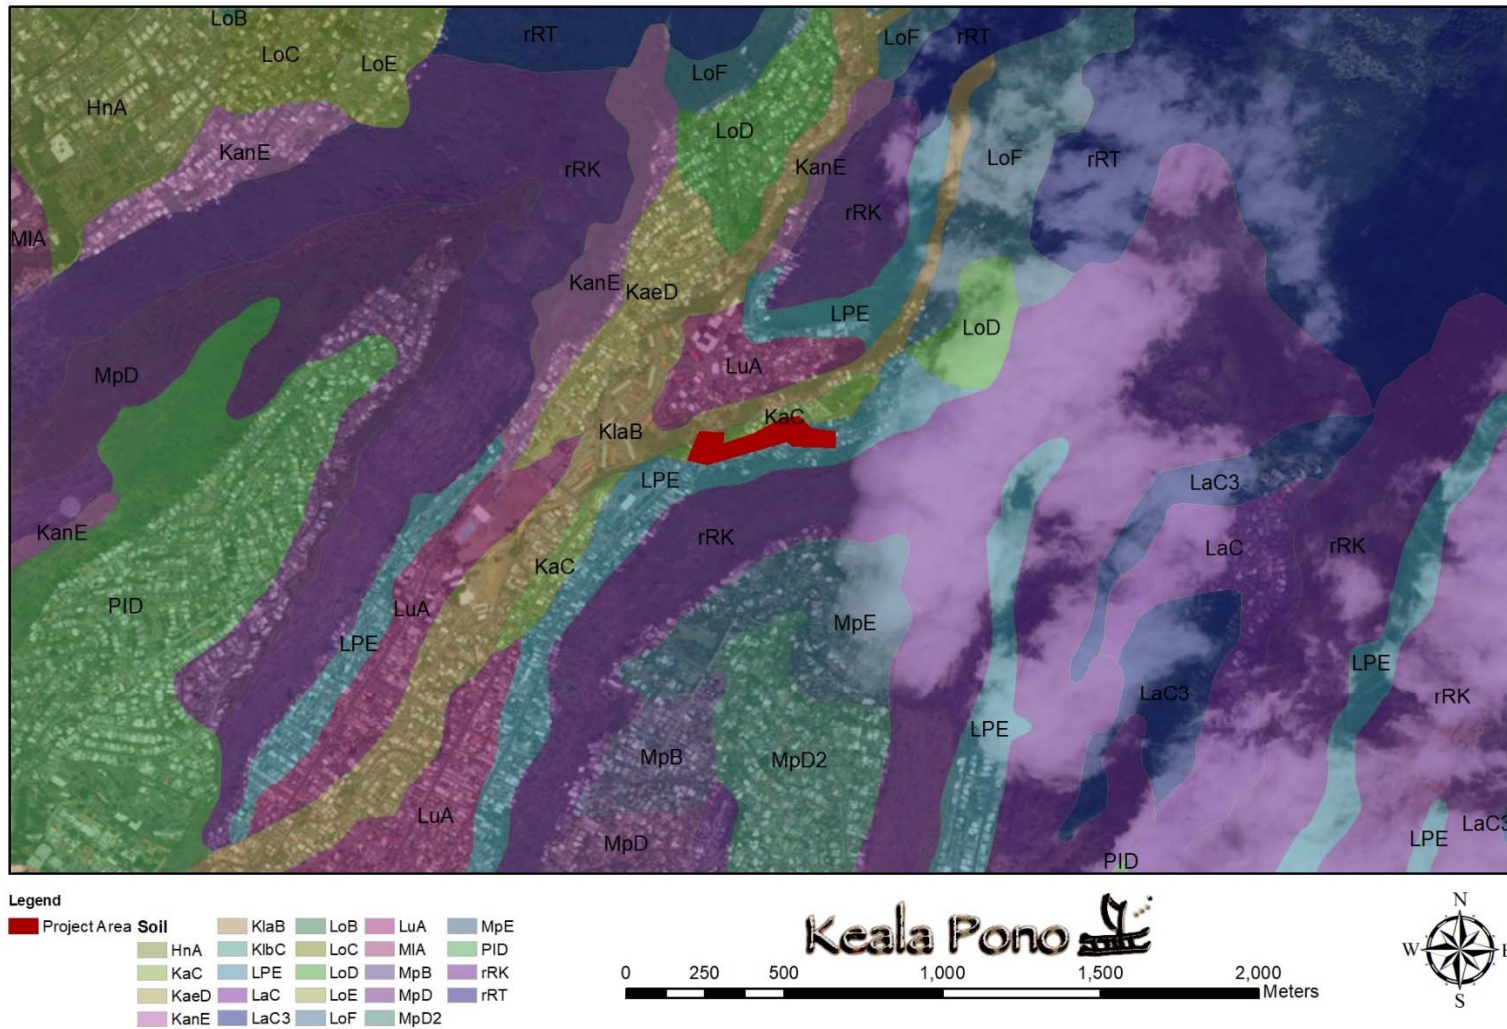 LoB
rRT
LoF
rRT
LoC
LoE
LoF
HnA
LoD
KanE
KanE
LoF
rRT
rRK
rRK
MIA
KanE
KaeD
LPE
LoD
MpD
LuA
KaC
KlaB
LPE
LaC3
KanE
rRK
LaC
rRK
KaC
PID
LuA
MpE
LPE
LPE
LaC3
rRK
LPE
MpB
MpD2
LuA
LaC3
MpD
LPE
PID
Legend
Project Area
Soil
HnA
KaC
KaeD
KanE
KlaB
KlbC
LPE
LaC
LaC3
LoB
LoC
LoD
LoE
LoF
LuA
MIA
MpB
MpD
MpD2
MpE
PID
rRK
rRT
Keala Pono
0 250 500 1,000 1,500 2,000
Meters
N
W E
S